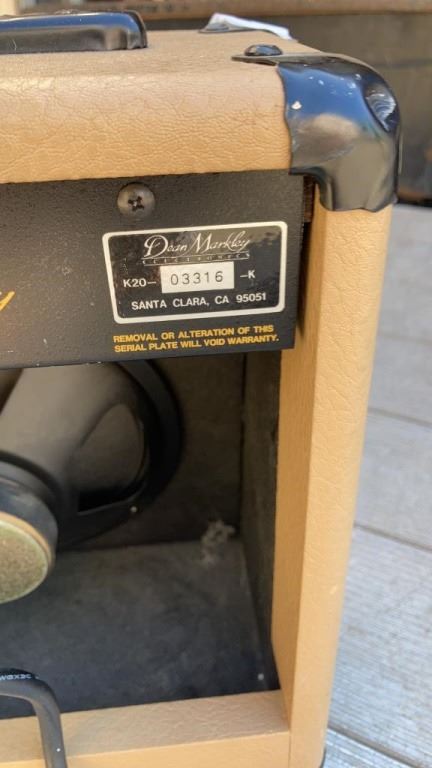 Dean Markley
ELECTRONICS
K20- 03316 -K
SANTA CLARA, CA 95051
REMOVAL OR ALTERATION OF THIS
SERIAL PLATE WILL VOID WARRANTY.